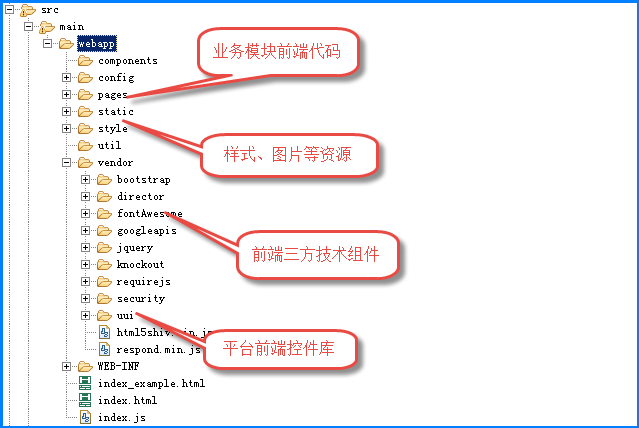 src
main
webapp
components
业务模块前端代码
config
pages
static
style
样式、图片等资源
util
vendor
bootstrap
director
fontAwesome
googleapis
前端三方技术组件
jquery
knockout
requirejs
security
uui
html5shiv.min.js
平台前端控件库
respond.min.js
WEB-INF
index_example.html
index.html
index.js